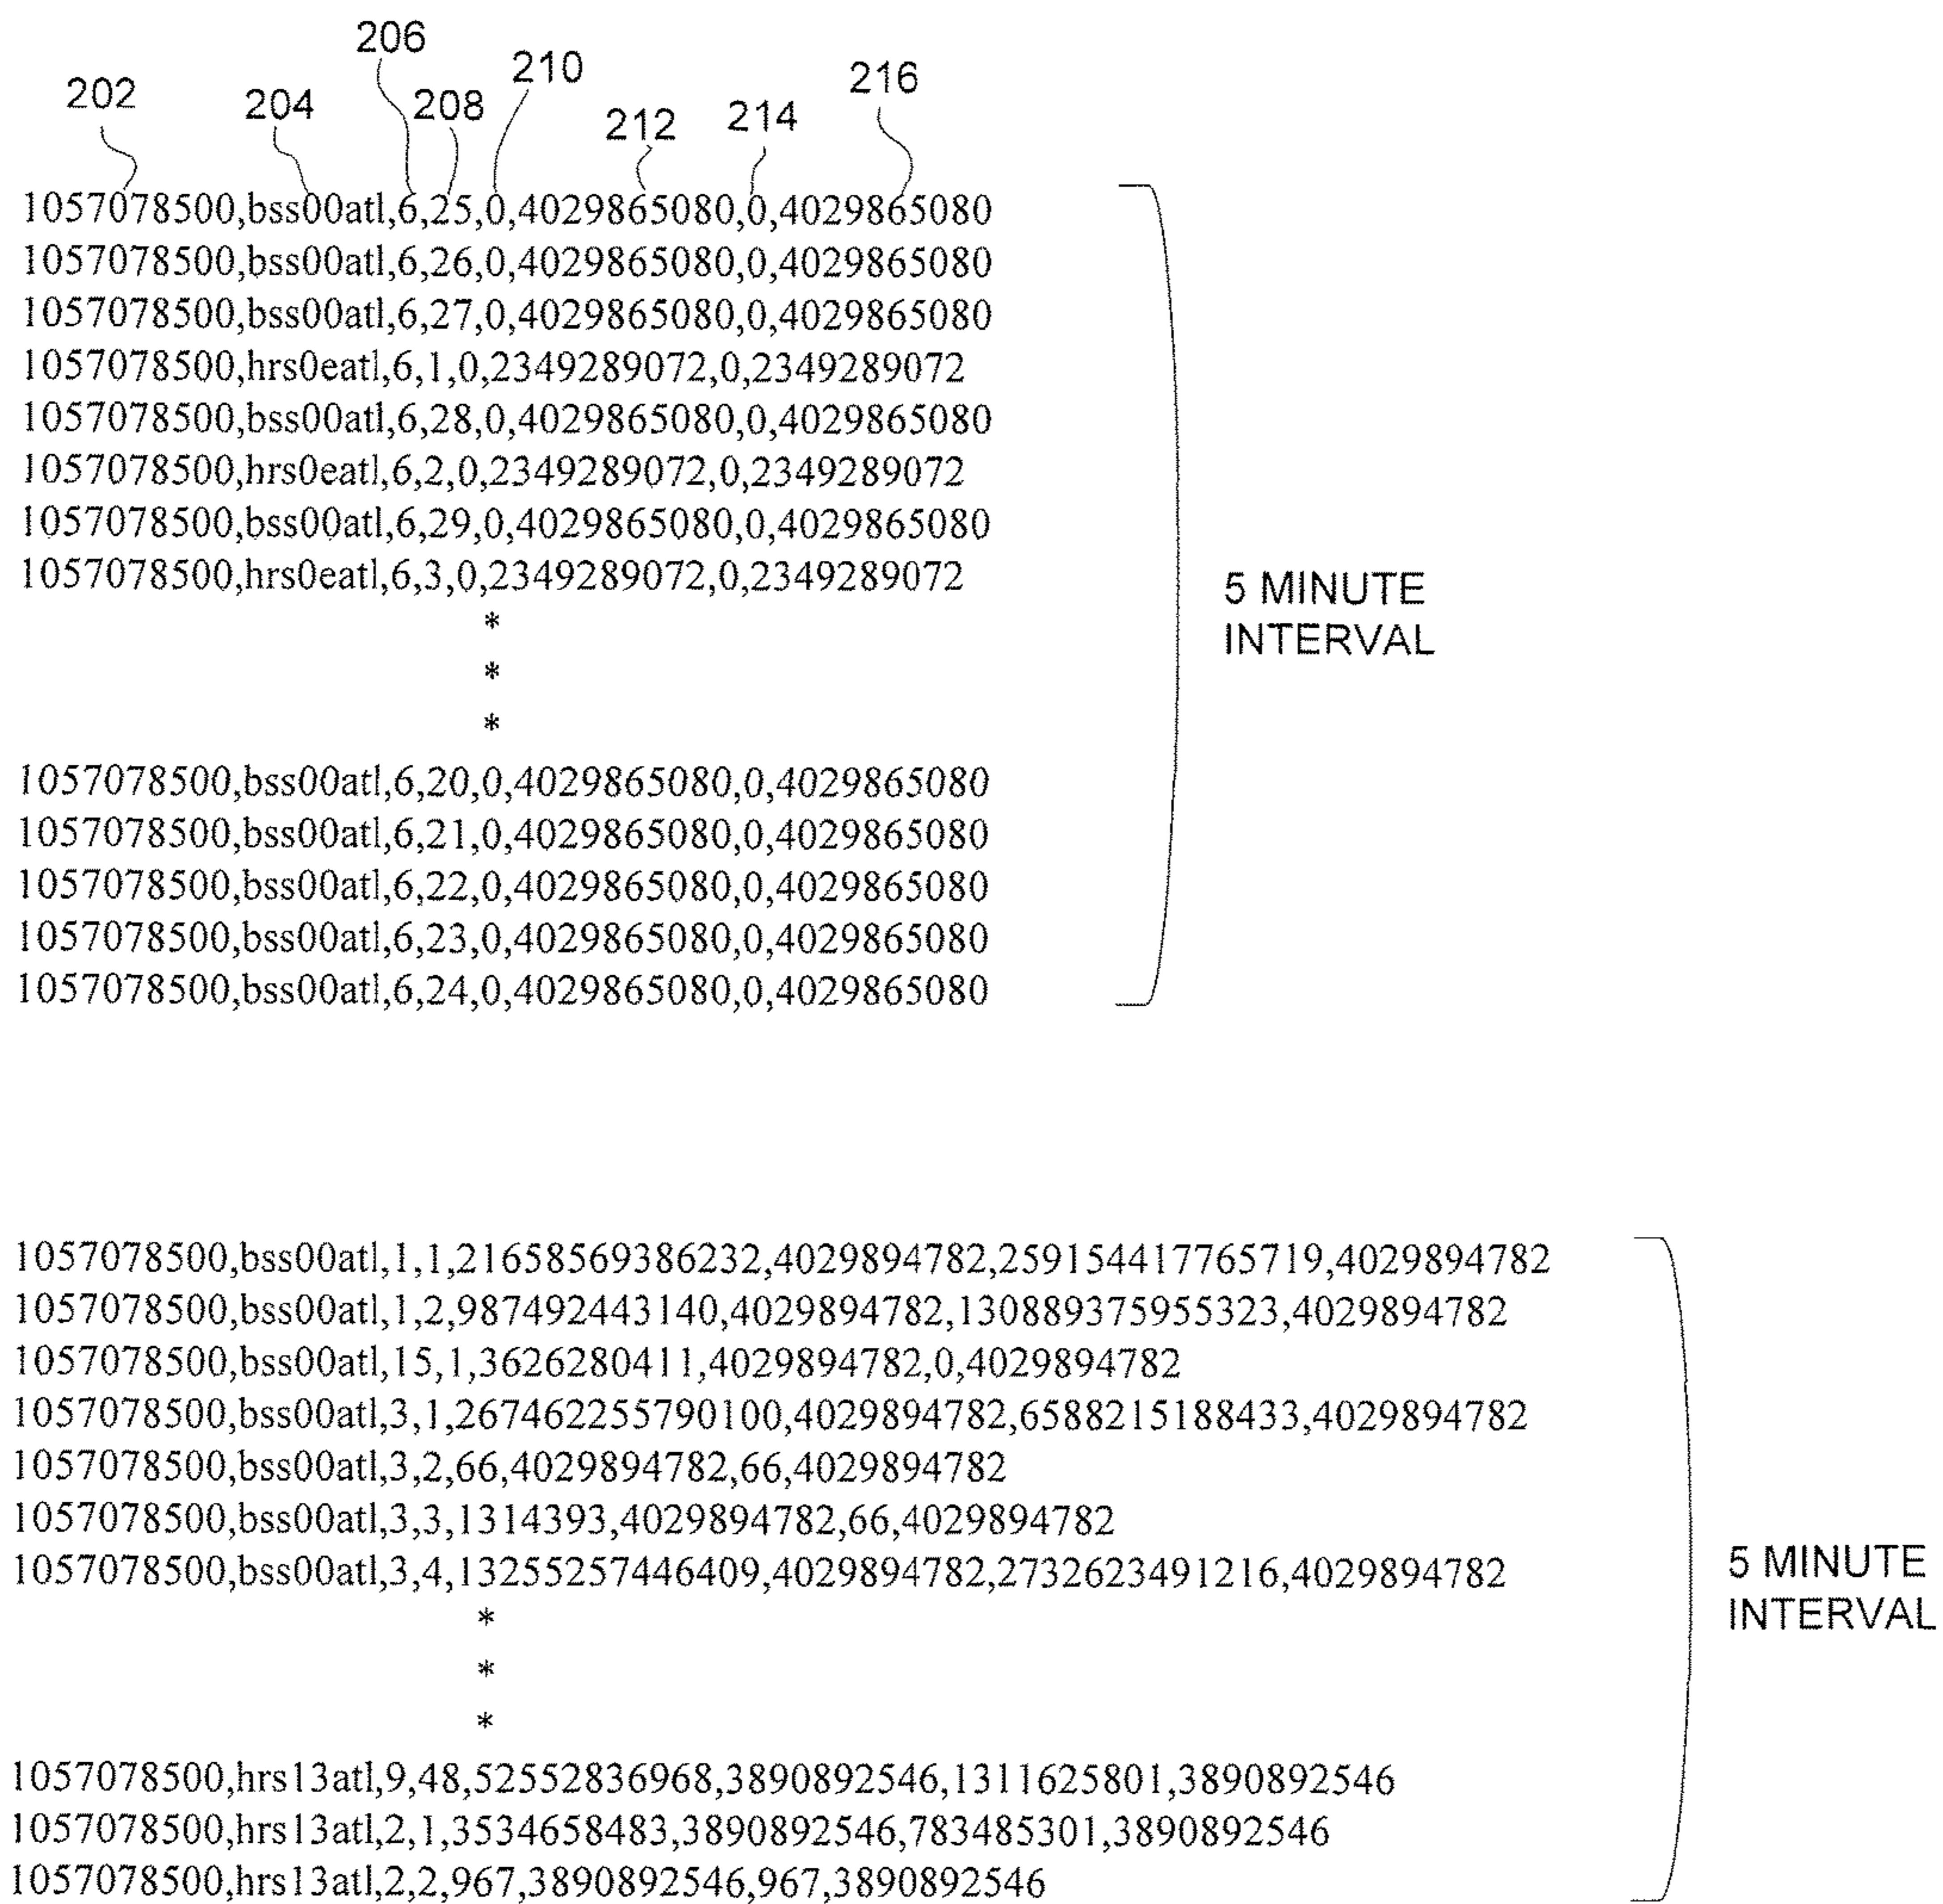 206
210
216
202
204
208
212
214
1057078500,bss00atl,6,25,0,4029865080,0,4029865080
1057078500,bss00atl,6,26,0,4029865080,0,4029865080
1057078500,bss00atl,6,27,0,4029865080,0,4029865080
1057078500,hrs0eatl,6,1,0,2349289072,0,2349289072
1057078500,bss00atl,6,28,0,4029865080,0,4029865080
1057078500,hrs0eatl,6,2,0,2349289072,0,2349289072
1057078500,bss00atl,6,29,0,4029865080,0,4029865080
1057078500,hrs0eatl,6,3,0,2349289072,0,2349289072
*
*
*
1057078500,bss00atl,6,20,0,4029865080,0,4029865080
1057078500,bss00atl,6,21,0,4029865080,0,4029865080
1057078500,bss00atl,6,22,0,4029865080,0,4029865080
1057078500,bss00atl,6,23,0,4029865080,0,4029865080
1057078500,bss00atl,6,24,0,4029865080,0,4029865080
5 MINUTE
INTERVAL
1057078500,bss00atl,1,1,21658569386232,4029894782,259154417765719,4029894782
1057078500,bss00atl,1,2,987492443140,4029894782,130889375955323,4029894782
1057078500,bss00atl,15,1,3626280411,4029894782,0,4029894782
1057078500,bss00atl,3,1,267462255790100,4029894782,6588215188433,4029894782
1057078500,bss00atl,3,2,66,4029894782,66,4029894782
1057078500,bss00atl,3,3,1314393,4029894782,66,4029894782
1057078500,bss00atl,3,4,13255257446409,4029894782,2732623491216,4029894782
*
*
*
1057078500,hrs13atl,9,48,52552836968,3890892546,1311625801,3890892546
1057078500,hrs13atl,2,1,3534658483,3890892546,783485301,3890892546
1057078500,hrs13atl,2,2,967,3890892546,967,3890892546
5 MINUTE
INTERVAL